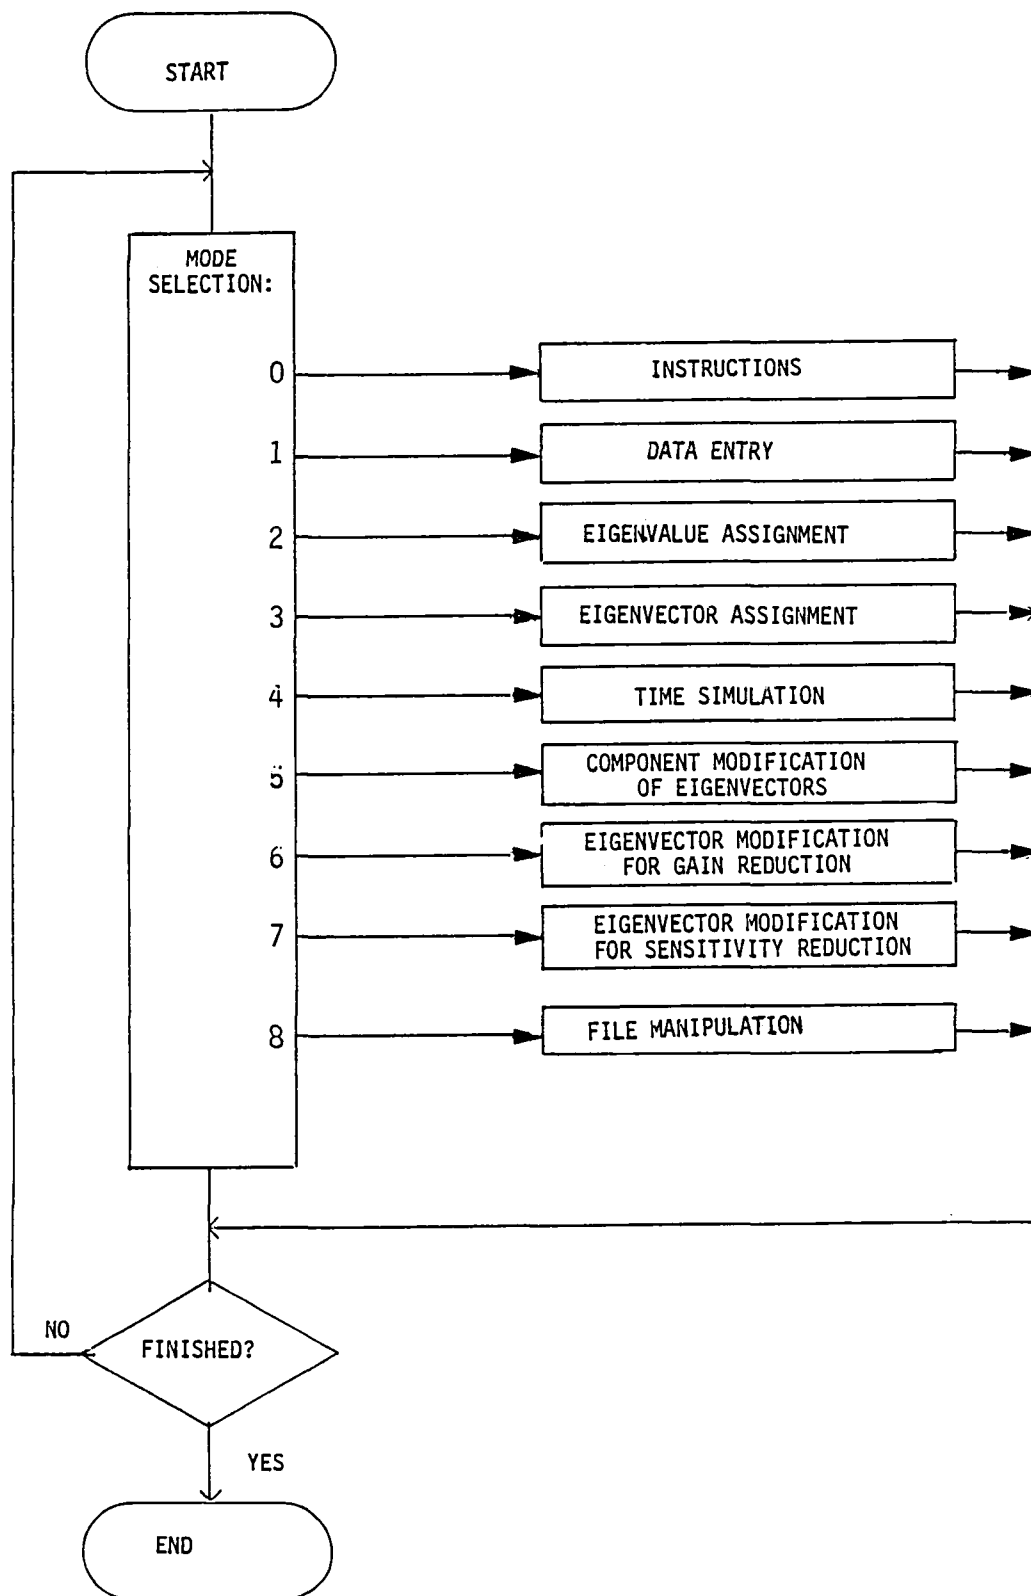 START
MODE
SELECTION:
0
INSTRUCTIONS
1
DATA ENTRY
2
EIGENVALUE ASSIGNMENT
3
EIGENVECTOR ASSIGNMENT
4
TIME SIMULATION
5
COMPONENT MODIFICATION
OF EIGENVECTORS
6
EIGENVECTOR MODIFICATION
FOR GAIN REDUCTION
7
EIGENVECTOR MODIFICATION
FOR SENSITIVITY REDUCTION
8
FILE MANIPULATION
NO
FINISHED?
YES
END